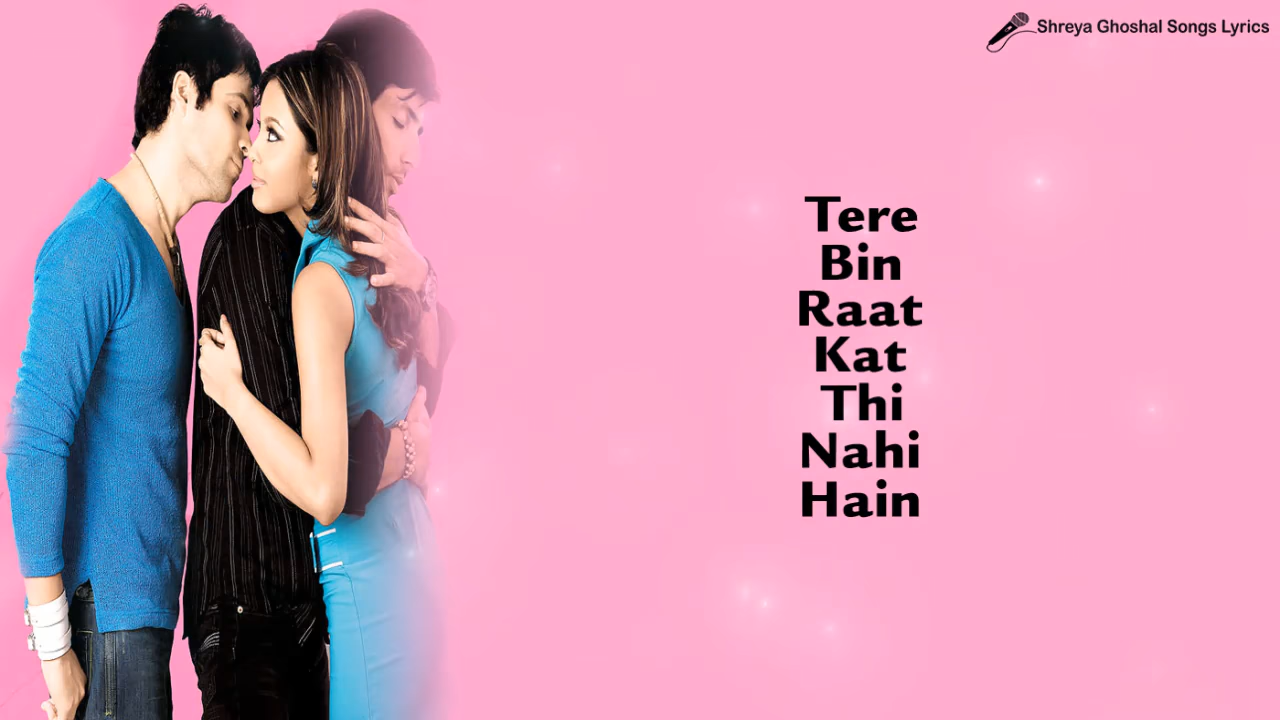 Shreya Ghoshal Songs Lyrics
Tere
Bin
Raat
Kat
Thi
Nahi
Hain